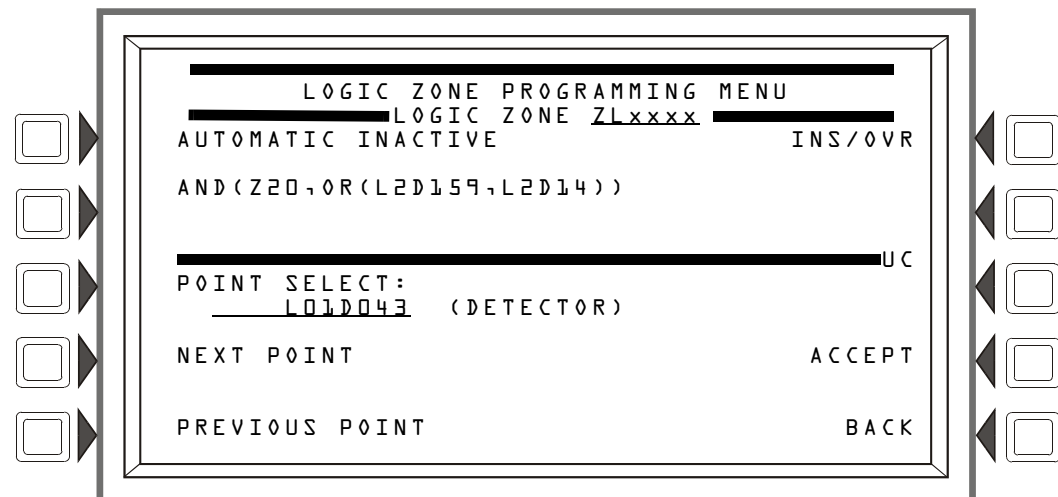 LOGIC ZONE PROGRAMMING MENU
LOGIC ZONE ZLxxxx
AUTOMATIC INACTIVE INS/OVR
AND(Z20,OR(L2D159,L2D14))
UC
POINT SELECT:
L01D043 (DETECTOR)
NEXT POINT ACCEPT
PREVIOUS POINT BACK